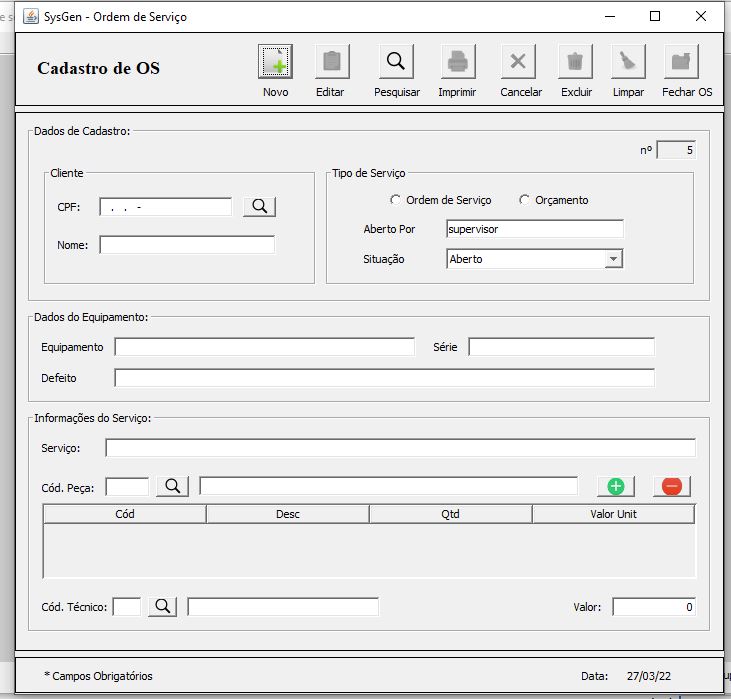 SysGen - Ordem de Serviço
Cadastro de OS
Novo Editar Pesquisar Imprimir Cancelar Excluir Limpar Fechar OS
Dados de Cadastro:
nº 5
Cliente
CPF: . . -
Nome:
Tipo de Serviço
Ordem de Serviço Orçamento
Aberto Por supervisor
Situação Aberto
Dados do Equipamento:
Equipamento Série
Defeito
Informações do Serviço:
Serviço:
Cód. Peça:
Cód Desc Qtd Valor Unit
Cód. Técnico: Valor: 0
* Campos Obrigatórios Data: 27/03/22